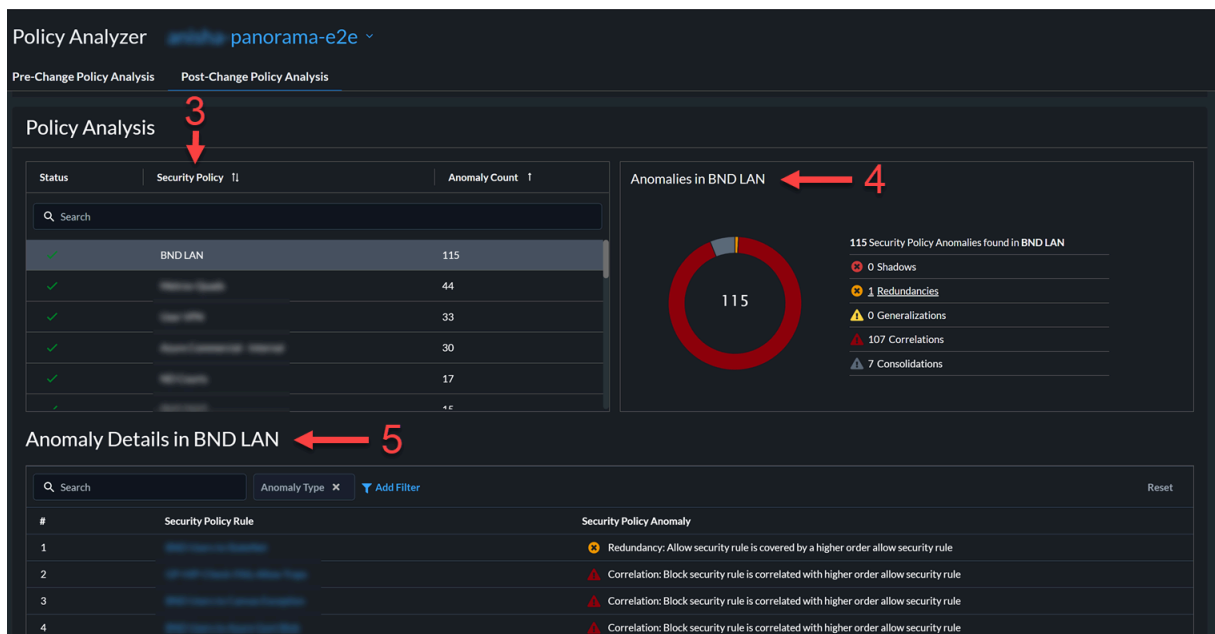 Policy Analyzer panorama-e2e
Pre-Change Policy Analysis Post-Change Policy Analysis
3
Policy Analysis
Status Security Policy Anomaly Count
Search
BND LAN 115
44
33
30
17
15
Anomalies in BND LAN 4
115
115 Security Policy Anomalies found in BND LAN
0 Shadows
1 Redundancies
0 Generalizations
107 Correlations
7 Consolidations
Anomaly Details in BND LAN 5
Search Anomaly Type × Add Filter Reset
# Security Policy Rule Security Policy Anomaly
1 Redundancy: Allow security rule is covered by a higher order allow security rule
2 Correlation: Block security rule is correlated with higher order allow security rule
3 Correlation: Block security rule is correlated with higher order allow security rule
4 Correlation: Block security rule is correlated with higher order allow security rule